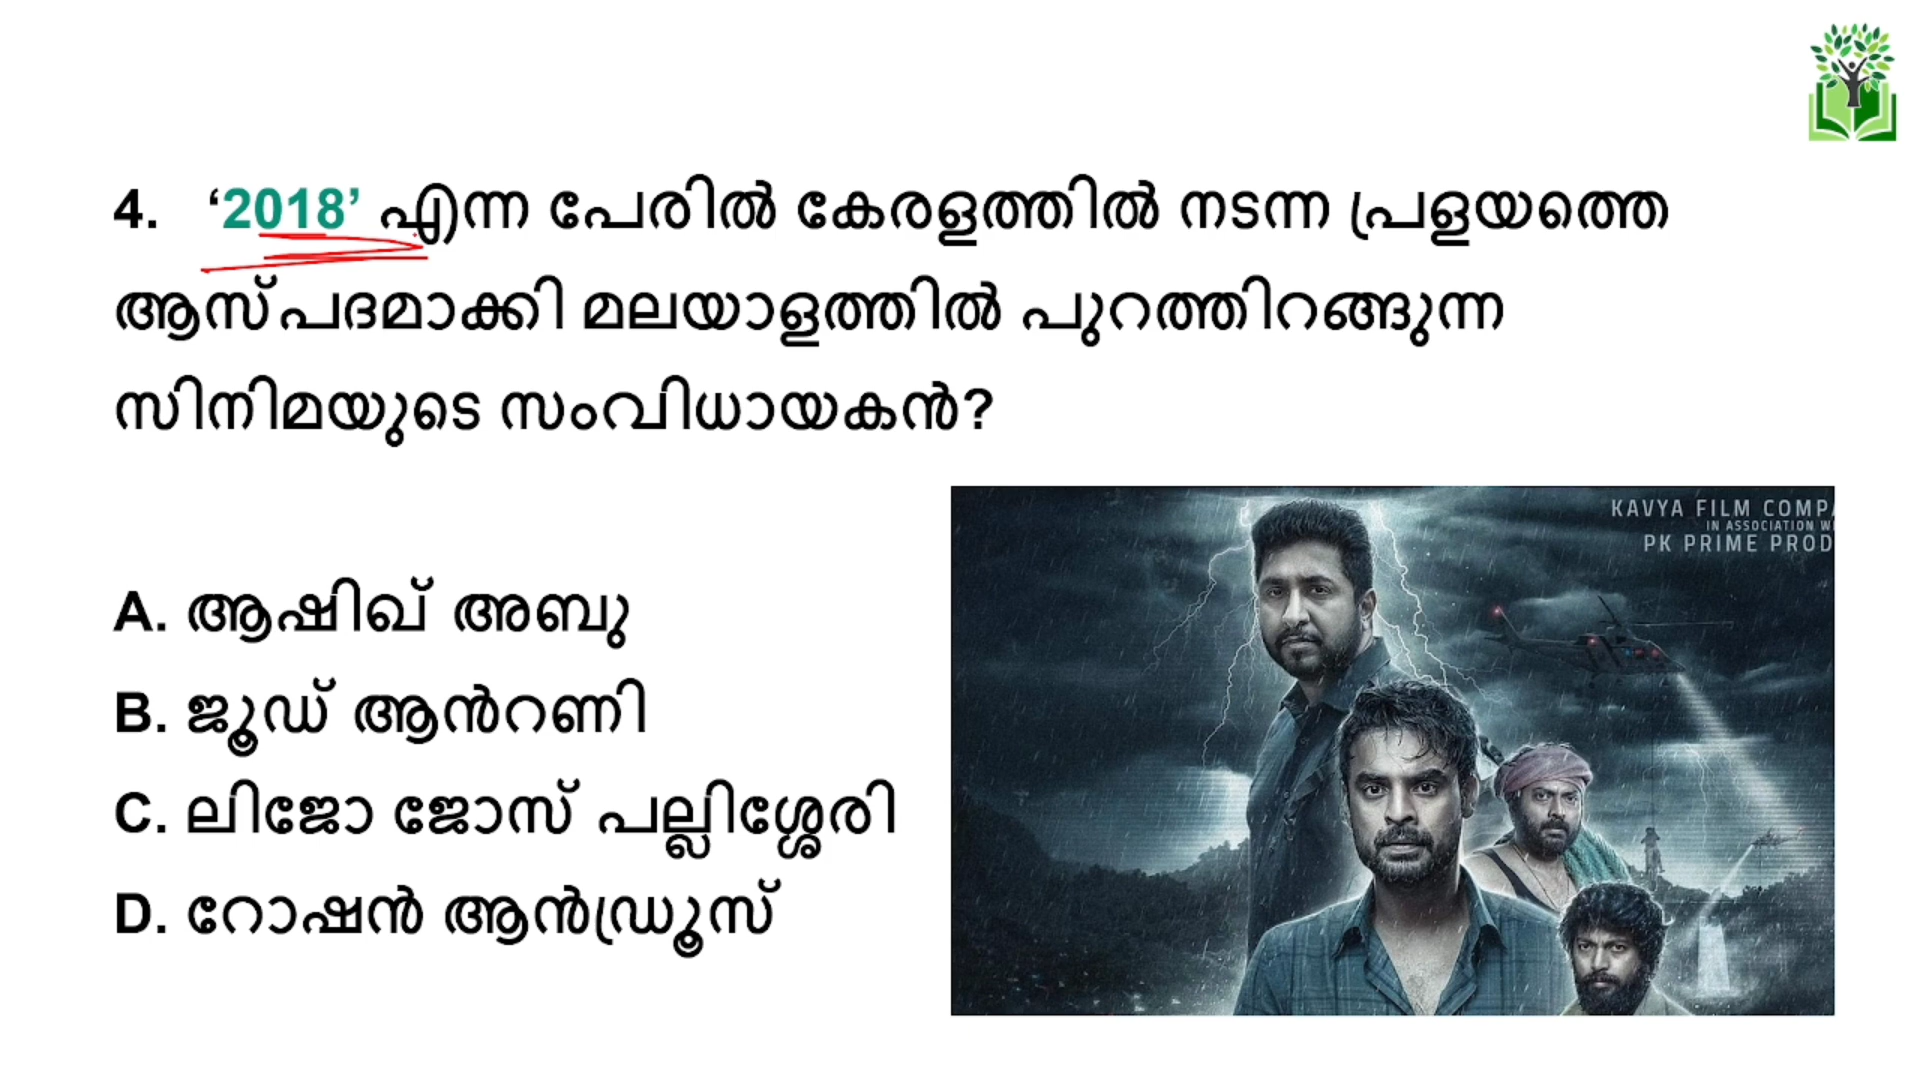 4. ‘2018’ എന്ന പേരിൽ കേരളത്തിൽ നടന്ന പ്രളയത്തെ
ആസ്പദമാക്കി മലയാളത്തിൽ പുറത്തിറങ്ങുന്ന
സിനിമയുടെ സംവിധായകൻ?
A. ആഷിഖ് അബു
B. ജൂഡ് ആൻറണി
C. ലിജോ ജോസ് പല്ലിശ്ശേരി
D. റോഷൻ ആൻഡ്രൂസ്
KAVYA FILM COMPA
IN ASSOCIATION W
PK PRIME PROD